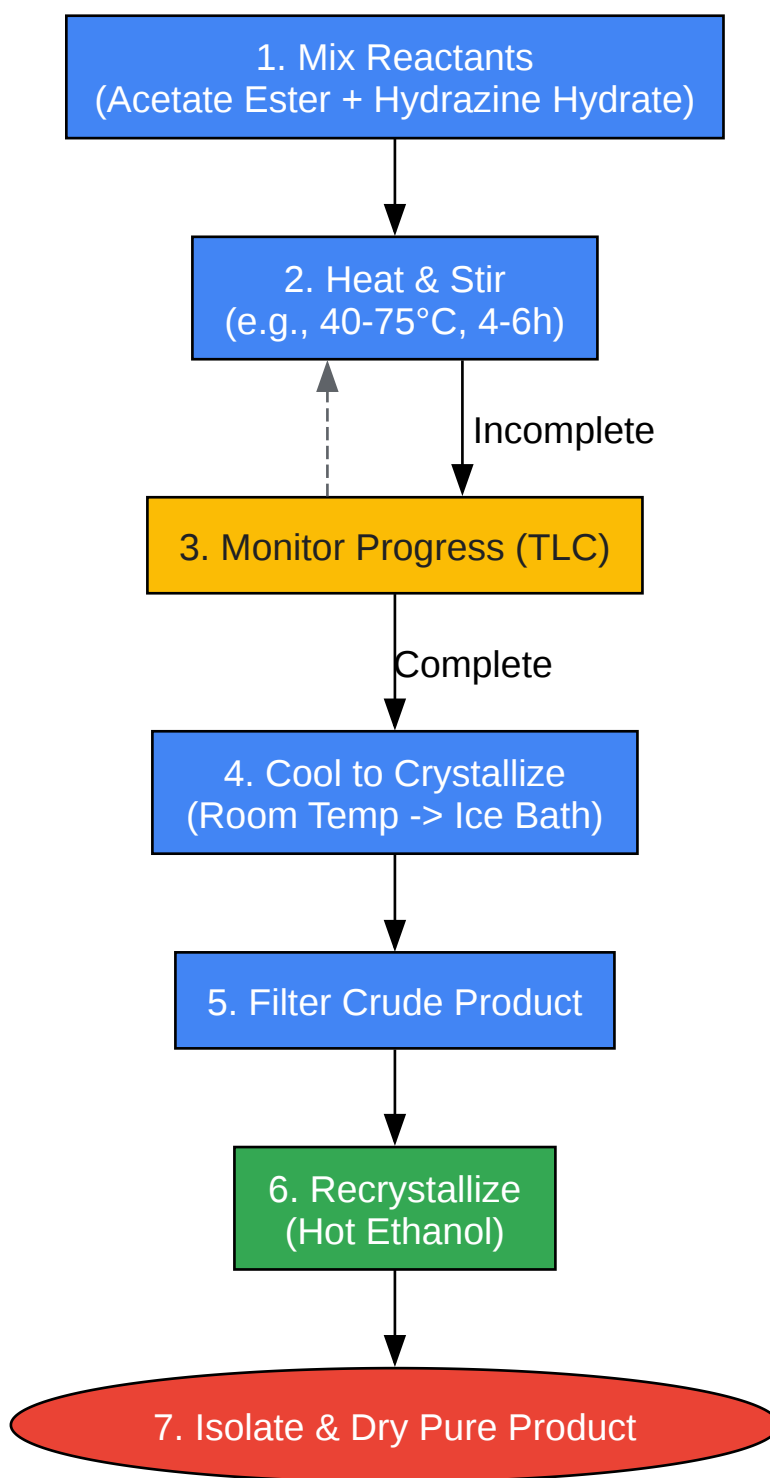 1. Mix Reactants
(Acetate Ester + Hydrazine Hydrate)
2. Heat & Stir
(e.g., 40-75°C, 4-6h)
Incomplete
3. Monitor Progress (TLC)
Complete
4. Cool to Crystallize
(Room Temp -> Ice Bath)
5. Filter Crude Product
6. Recrystallize
(Hot Ethanol)
7. Isolate & Dry Pure Product